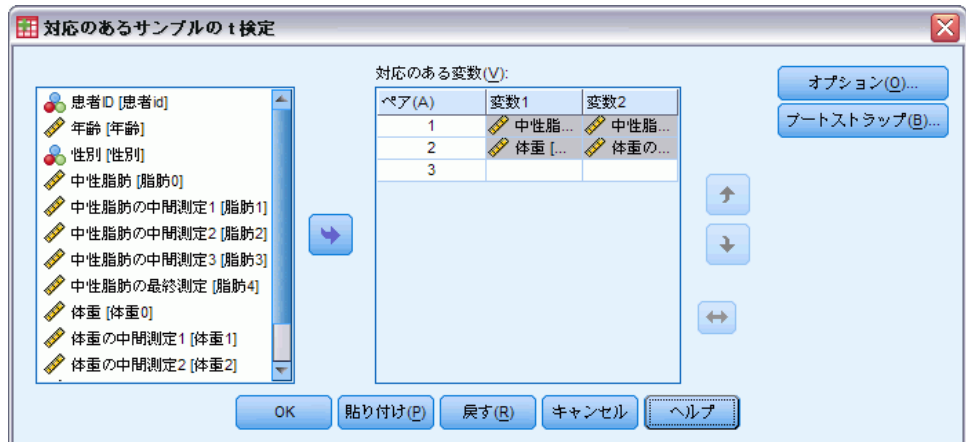 対応のあるサンプルの t 検定
対応のある変数(V):
患者ID [患者id]
年齢 [年齢]
性別 [性別]
中性脂肪 [脂肪0]
中性脂肪の中間測定1 [脂肪1]
中性脂肪の中間測定2 [脂肪2]
中性脂肪の中間測定3 [脂肪3]
中性脂肪の最終測定 [脂肪4]
体重 [体重0]
体重の中間測定1 [体重1]
体重の中間測定2 [体重2]
ペア(A) 変数1 変数2
1 中性脂... 中性脂...
2 体重 [... 体重の...
3
オプション(O)...
ブートストラップ(B)...
OK 貼り付け(P) 戻す(R) キャンセル ヘルプ